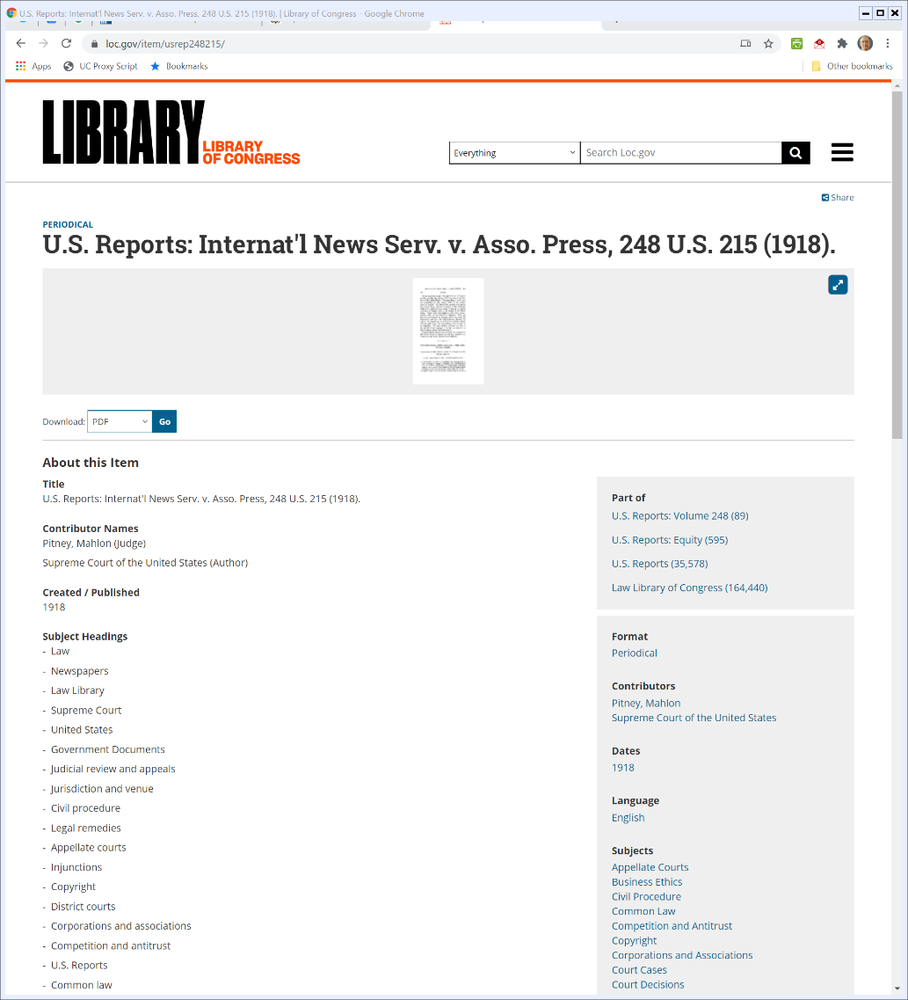 U.S. Reports: Internat'l News Serv. v. Asso. Press, 248 U.S. 215 (1918). | Library of Congress - Google Chrome
loc.gov/item/usrep248215/
Apps UC Proxy Script Bookmarks Other bookmarks
LIBRARY
LIBRARY
OF CONGRESS
Everything Search Loc.gov
Share
PERIODICAL
U.S. Reports: Internat'l News Serv. v. Asso. Press, 248 U.S. 215 (1918).
Download: PDF Go
About this Item
Title
U.S. Reports: Internat'l News Serv. v. Asso. Press, 248 U.S. 215 (1918).
Contributor Names
Pitney, Mahlon (Judge)
Supreme Court of the United States (Author)
Created / Published
1918
Subject Headings
- Law
- Newspapers
- Law Library
- Supreme Court
- United States
- Government Documents
- Judicial review and appeals
- Jurisdiction and venue
- Civil procedure
- Legal remedies
- Appellate courts
- Injunctions
- Copyright
- District courts
- Corporations and associations
- Competition and antitrust
- U.S. Reports
- Common law
Part of
U.S. Reports: Volume 248 (89)
U.S. Reports: Equity (595)
U.S. Reports (35,578)
Law Library of Congress (164,440)
Format
Periodical
Contributors
Pitney, Mahlon
Supreme Court of the United States
Dates
1918
Language
English
Subjects
Appellate Courts
Business Ethics
Civil Procedure
Common Law
Competition and Antitrust
Copyright
Corporations and Associations
Court Cases
Court Decisions